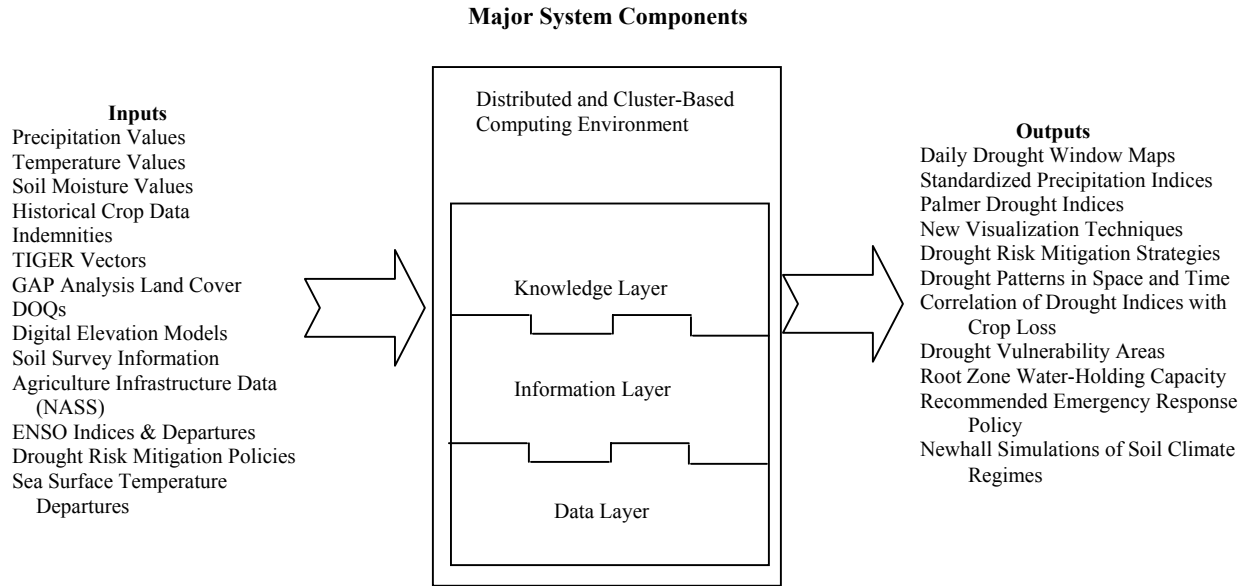 Major System Components
Inputs
Precipitation Values
Temperature Values
Soil Moisture Values
Historical Crop Data
Indemnities
TIGER Vectors
GAP Analysis Land Cover
DOQs
Digital Elevation Models
Soil Survey Information
Agriculture Infrastructure Data
(NASS)
ENSO Indices & Departures
Drought Risk Mitigation Policies
Sea Surface Temperature
Departures
Distributed and Cluster-Based
Computing Environment
Knowledge Layer
Information Layer
Data Layer
Outputs
Daily Drought Window Maps
Standardized Precipitation Indices
Palmer Drought Indices
New Visualization Techniques
Drought Risk Mitigation Strategies
Drought Patterns in Space and Time
Correlation of Drought Indices with
Crop Loss
Drought Vulnerability Areas
Root Zone Water-Holding Capacity
Recommended Emergency Response
Policy
Newhall Simulations of Soil Climate
Regimes